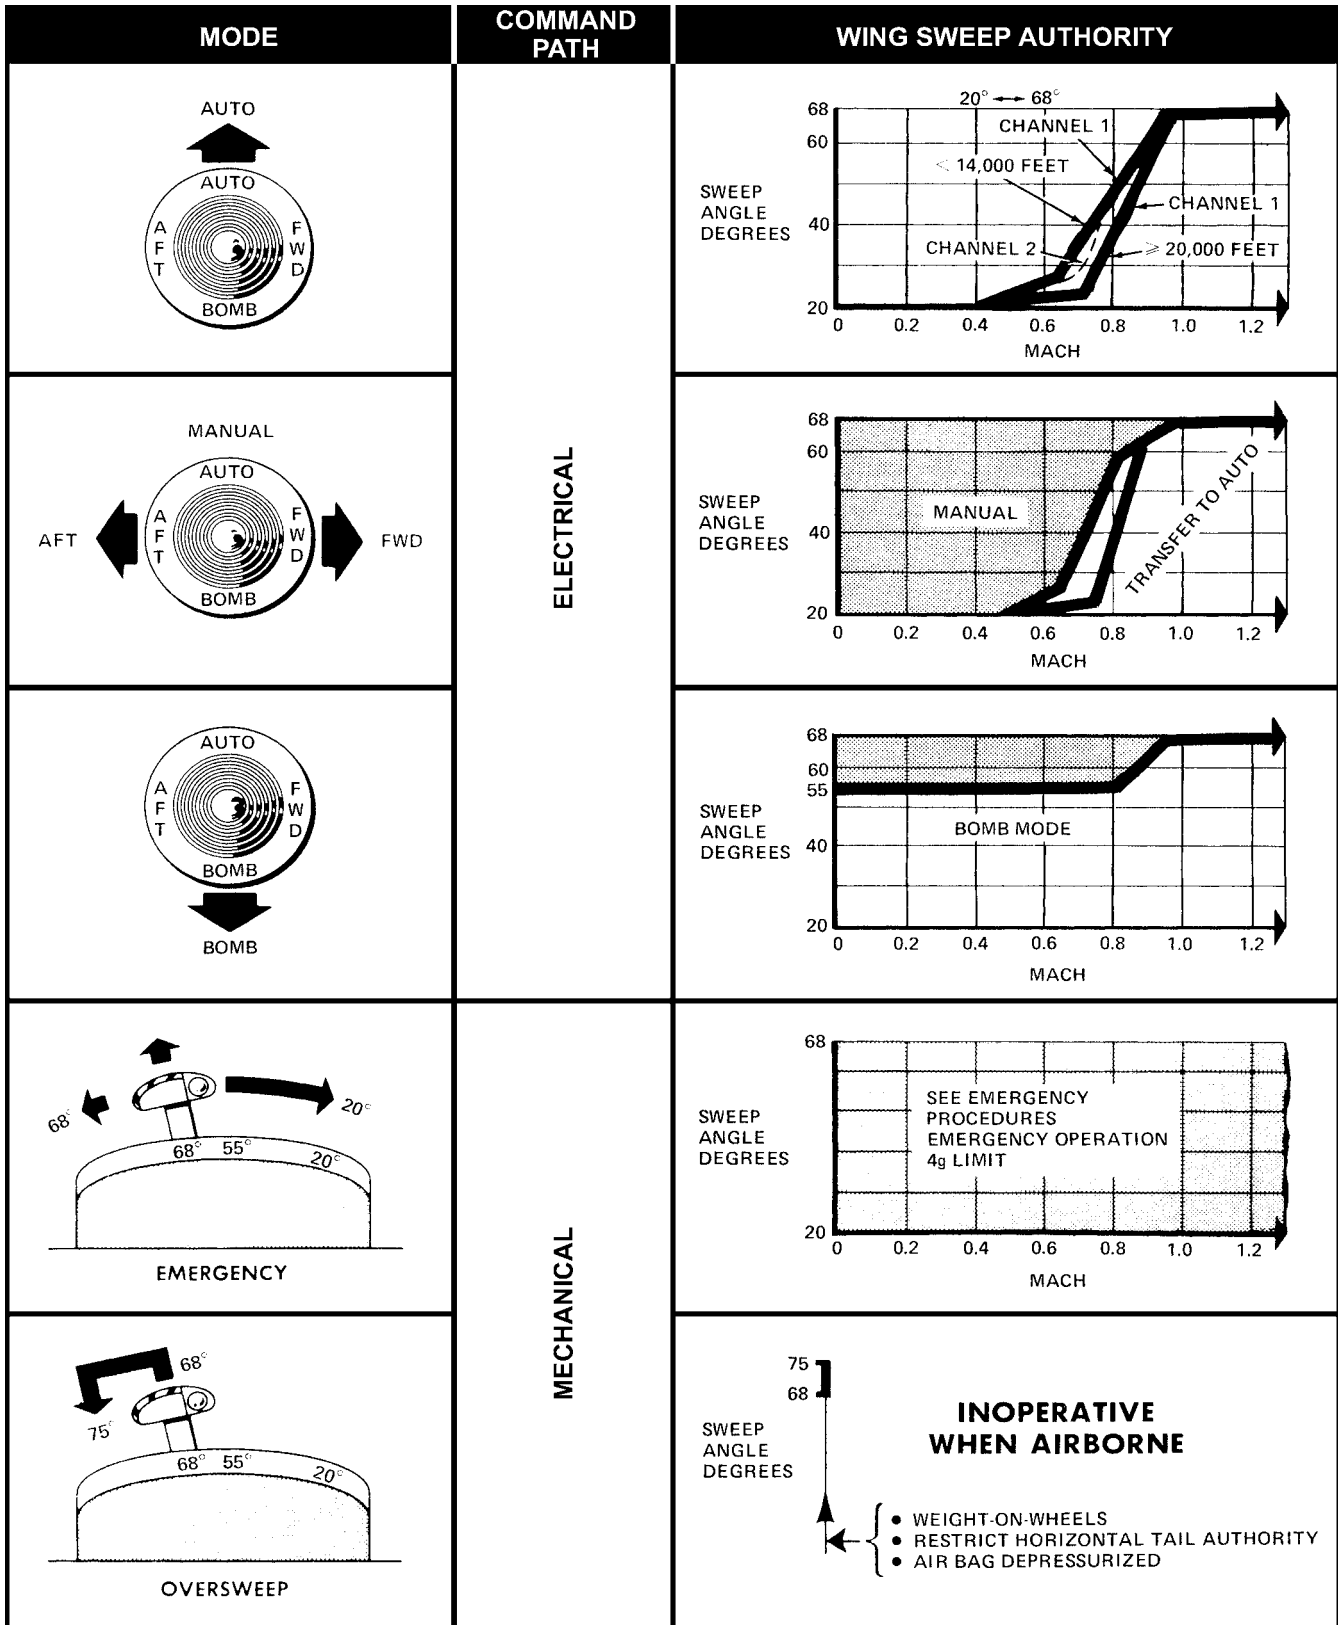 MODE
COMMAND
PATH
WING SWEEP AUTHORITY
AUTO
AUTO
AFT
FWD
BOMB
ELECTRICAL
20° 68°
CHANNEL 1
< 14,000 FEET
CHANNEL 1
CHANNEL 2
≥ 20,000 FEET
SWEEP
ANGLE
DEGREES
68
60
40
20
0 0.2 0.4 0.6 0.8 1.0 1.2
MACH
MANUAL
AFT
FWD
AUTO
AFT
FWD
BOMB
MANUAL
TRANSFER TO AUTO
SWEEP
ANGLE
DEGREES
68
60
40
20
0 0.2 0.4 0.6 0.8 1.0 1.2
MACH
AUTO
AFT
FWD
BOMB
BOMB
BOMB MODE
SWEEP
ANGLE
DEGREES
68
60
55
40
20
0 0.2 0.4 0.6 0.8 1.0 1.2
MACH
68°
20°
68° 55° 20°
EMERGENCY
MECHANICAL
SEE EMERGENCY
PROCEDURES
EMERGENCY OPERATION
4g LIMIT
SWEEP
ANGLE
DEGREES
68
20
0 0.2 0.4 0.6 0.8 1.0 1.2
MACH
68°
75°
68° 55° 20°
OVERSWEEP
75
68
SWEEP
ANGLE
DEGREES
INOPERATIVE
WHEN AIRBORNE
• WEIGHT-ON-WHEELS
• RESTRICT HORIZONTAL TAIL AUTHORITY
• AIR BAG DEPRESSURIZED